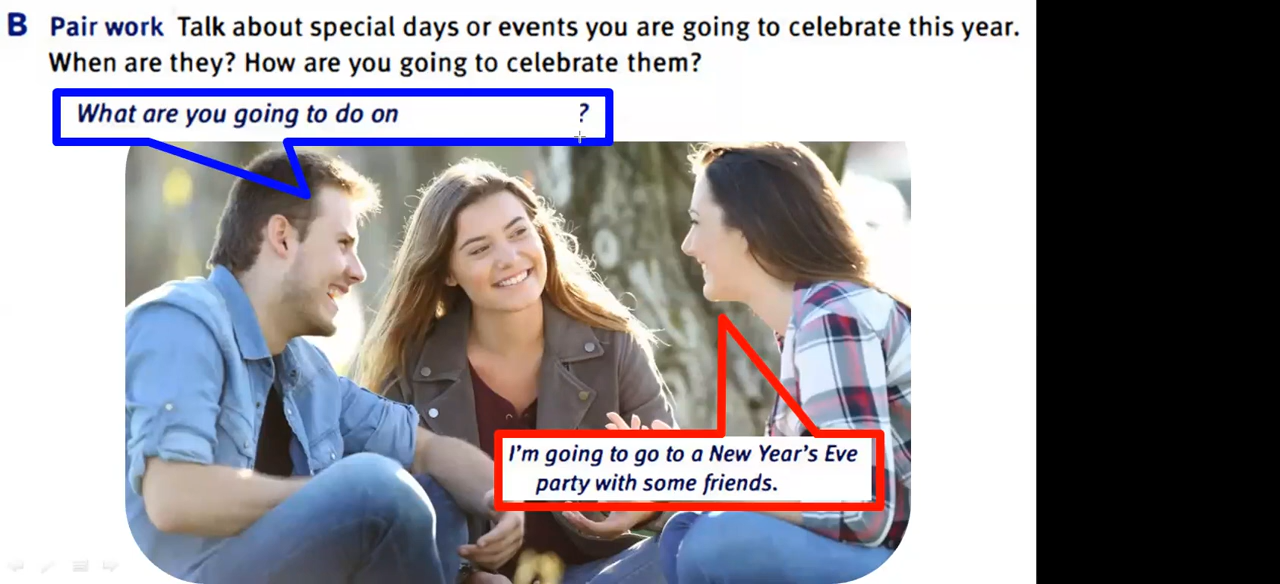 B Pair work Talk about special days or events you are going to celebrate this year.
When are they? How are you going to celebrate them?
What are you going to do on ?
I'm going to go to a New Year's Eve
party with some friends.